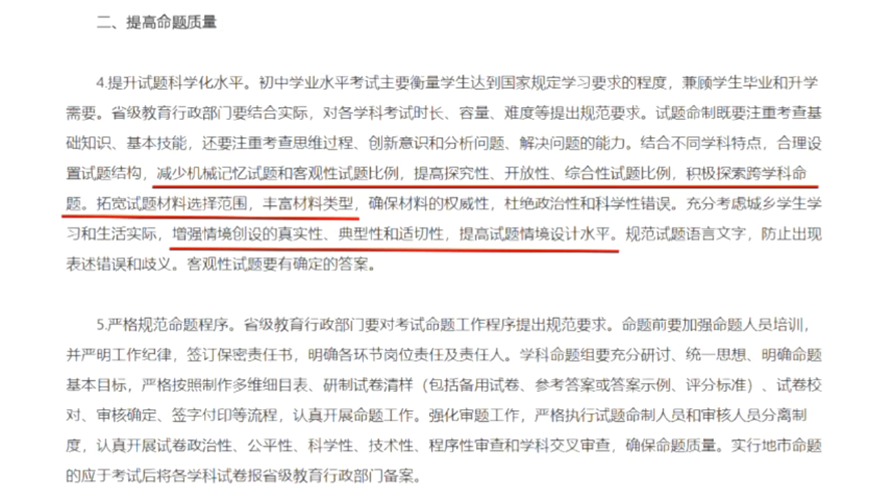 二、提高命题质量
4.提升试题科学化水平。初中学业水平考试主要衡量学生达到国家规定学习要求的程度，兼顾学生毕业和升学
需要。省级教育行政部门要结合实际，对各学科考试时长、容量、难度等提出规范要求。试题命制既要注重考查基
础知识、基本技能，还要注重考查思维过程、创新意识和分析问题、解决问题的能力。结合不同学科特点，合理设
置试题结构，减少机械记忆试题和客观性试题比例，提高探究性、开放性、综合性试题比例，积极探索跨学科命
题。拓宽试题材料选择范围，丰富材料类型，确保材料的权威性，杜绝政治性和科学性错误。充分考虑城乡学生学
习和生活实际，增强情境创设的真实性、典型性和适切性，提高试题情境设计水平。规范试题语言文字，防止出现
表述错误和歧义。客观性试题要有确定的答案。
5.严格规范命题程序。省级教育行政部门要对考试命题工作程序提出规范要求。命题前要加强命题人员培训，
并严明工作纪律，签订保密责任书，明确各环节岗位责任及责任人。学科命题组要充分研讨、统一思想、明确命题
基本目标，严格按照制作多维细目表、研制试卷清样（包括备用试卷、参考答案或答案示例、评分标准）、试卷校
对、审核确定、签字付印等流程，认真开展命题工作。强化审题工作，严格执行试题命制人员和审核人员分离制
度，认真开展试卷政治性、公平性、科学性、技术性、程序性审查和学科交叉审查，确保命题质量。实行地市命题
的应于考试后将各学科试卷报省级教育行政部门备案。